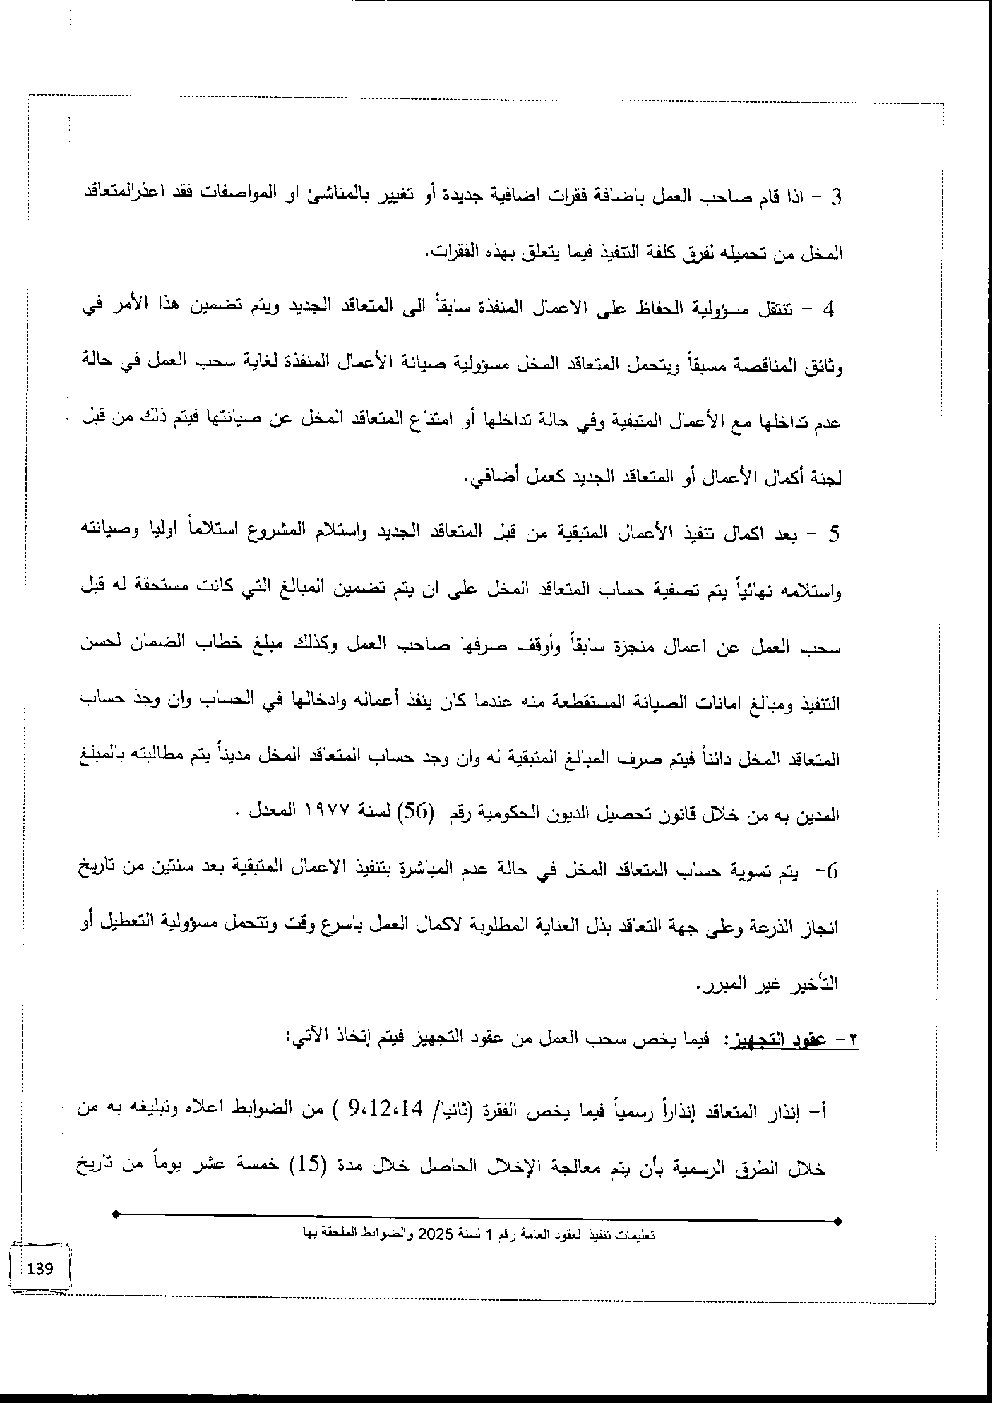 3 – اذا قام صاحب العمل بأضافة فقرات اضافية جديدة أو تغيير بالمناشئ او المواصفات فقد اعذرالمتعاقد
المخل من تحميله بفرق كلفة التنفيذ فيما يتعلق بهذه الفقرات.
4 – تنتقل مسؤولية الحفاظ على الاعمال المنفذة سابقاً الى المتعاقد الجديد ويتم تضمين هذا الأمر في
وثائق المناقصة مسبقاً ويتحمل المتعاقد المخل مسؤولية صيانة الأعمال المنفذة لغاية سحب العمل في حالة
عدم تداخلها مع الأعمال المتبقية وفي حالة تداخلها أو امتناع المتعاقد المخل عن صيانتها فيتم ذلك من قبل
لجنة أكمال الأعمال أو المتعاقد الجديد كعمل أضافي.
5 – بعد اكمال تنفيذ الأعمال المتبقية من قبل المتعاقد الجديد واستلام المشروع استلاماً اوليا وصيانته
واستلامه نهائياً يتم تصفية حساب المتعاقد المخل على ان يتم تضمين المبالغ التي كانت مستحقة له قبل
سحب العمل عن اعمال منجزة سابقاً وأوقف صرفها صاحب العمل وكذلك مبلغ خطاب الضمان لحسن
التنفيذ ومبالغ امانات الصيانة المستقطعة منه عندما كان ينفذ أعماله وادخالها في الحساب وان وجد حساب
المتعاقد المخل دائناً فيتم صرف المبالغ المتبقية له وان وجد حساب المتعاقد المخل مديناً يتم مطالبته بالمبلغ
المدين به من خلال قانون تحصيل الديون الحكومية رقم (56) لسنة ١٩٧٧ المعدل .
6– يتم تسوية حساب المتعاقد المخل في حالة عدم المباشرة بتنفيذ الاعمال المتبقية بعد سنتين من تاريخ
انجاز الذرعة وعلى جهة التعاقد بذل العناية المطلوبة لاكمال العمل باسرع وقت وتتحمل مسؤولية التعطيل أو
التأخير غير المبرر.
٢– عقود التجهيز: فيما يخص سحب العمل من عقود التجهيز فيتم إتخاذ الأتي:
أ– إنذار المتعاقد إنذاراً رسمياً فيما يخص الفقرة (ثانيا/ 9،12،14 ) من الضوابط اعلاه وتبليغه به من
خلال الطرق الرسمية بأن يتم معالجة الإخلال الحاصل خلال مدة (15) خمسة عشر يوماً من تاريخ
تعليمات تنفيذ العقود العامة رقم 1 لسنة 2025 والضوابط الملحقة بها
139